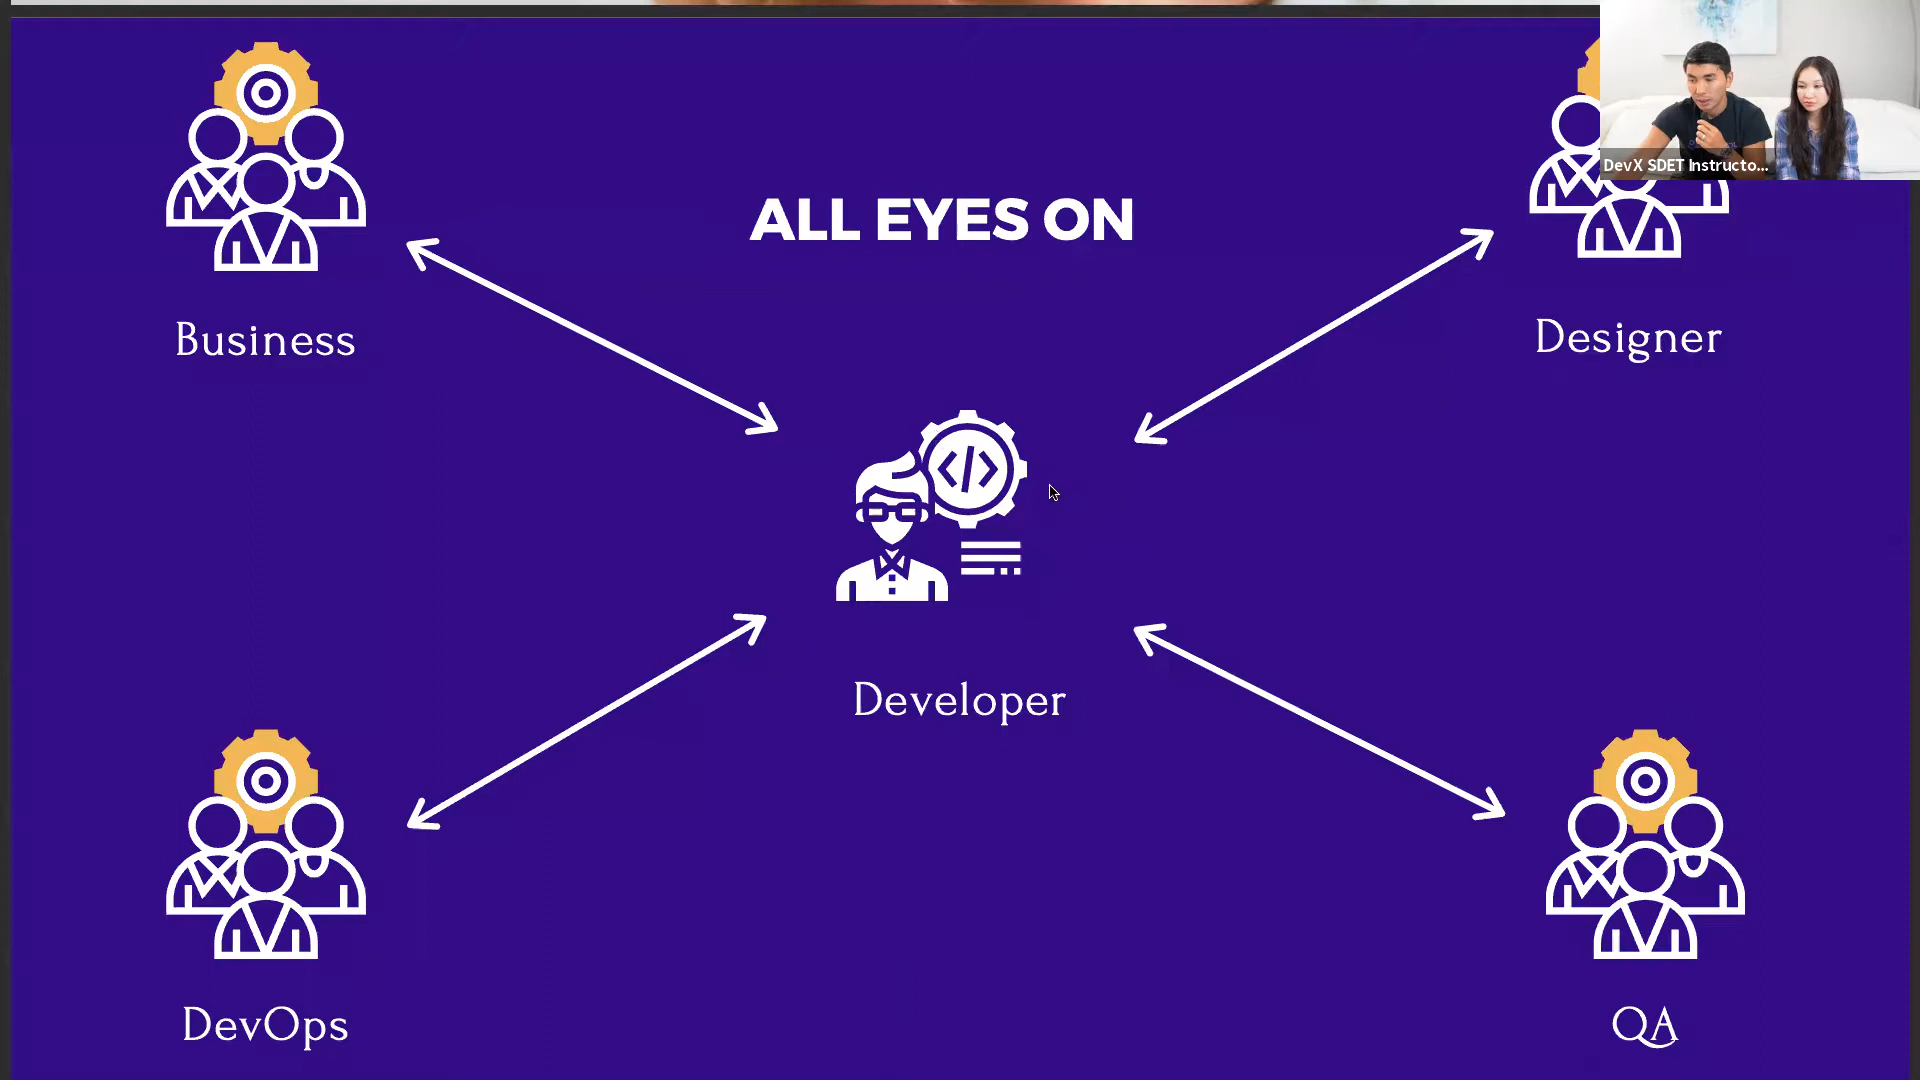 DevX SDET Instructo...
ALL EYES ON
Business
Designer
</>
Developer
DevOps
QA